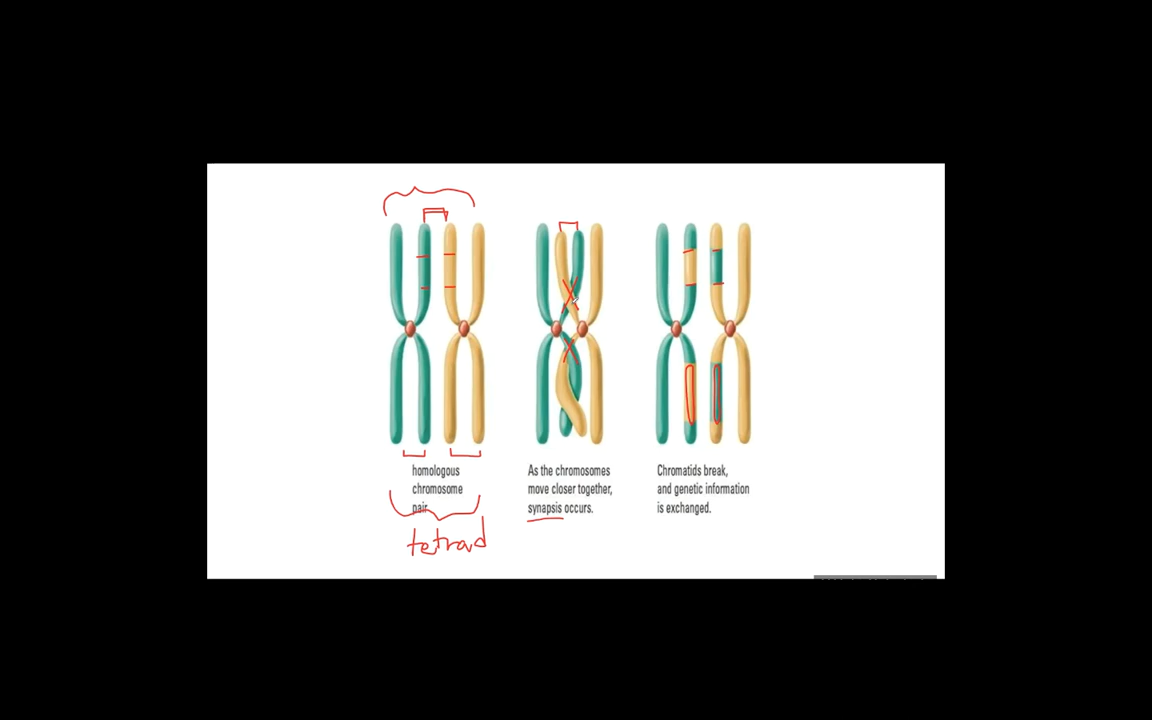 homologous
chromosome
pair
tetrad
As the chromosomes
move closer together,
synapsis occurs.
Chromatids break,
and genetic information
is exchanged.